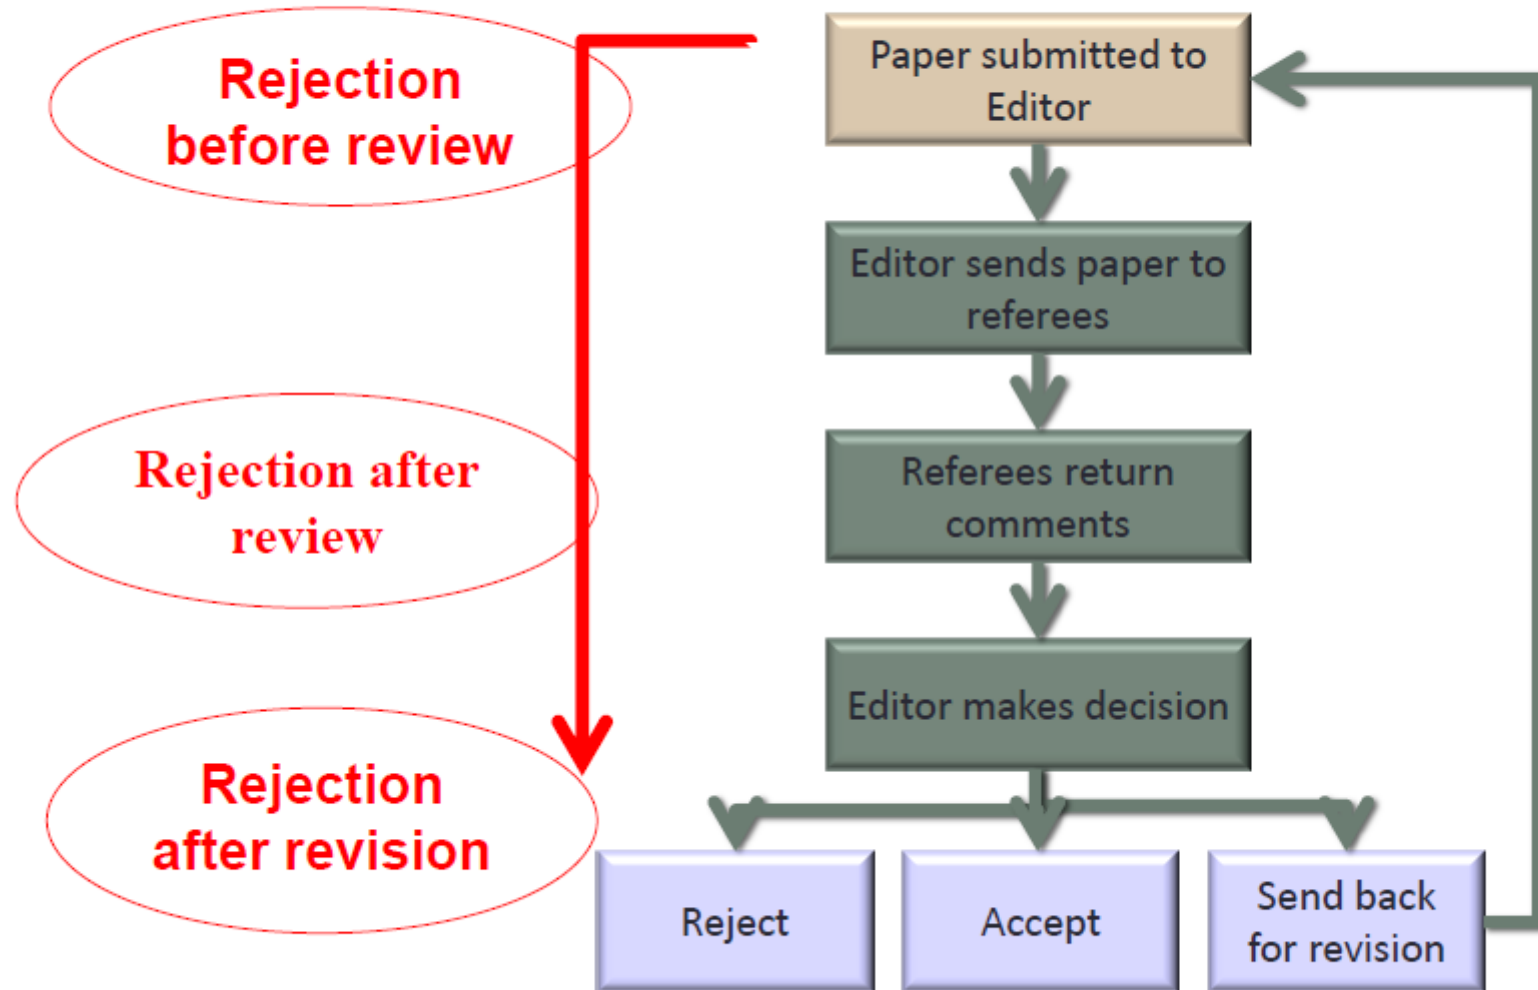 Rejection
before review
Paper submitted to
Editor
Editor sends paper to
referees
Rejection after
review
Referees return
comments
Editor makes decision
Rejection
after revision
Reject
Accept
Send back
for revision